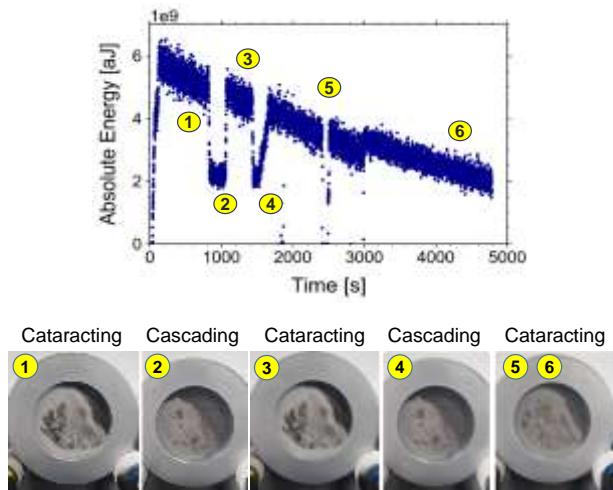 1e9
Absolute Energy [aJ]
6
4
2
0
1
2
3
4
5
6
0 1000 2000 3000 4000 5000
Time [s]
Cataracting Cascading Cataracting Cascading Cataracting
1 2 3 4 5 6